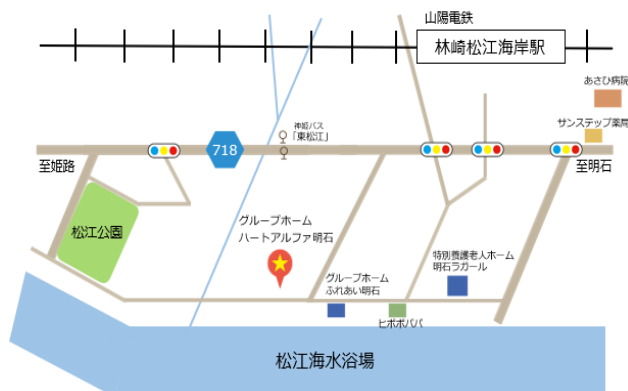 山陽電鉄
林崎松江海岸駅
あさひ病院
サンステップ薬局
神姫バス
「東松江」
718
至姫路
至明石
松江公園
グループホーム
ハートアルファ明石
特別養護老人ホーム
明石ラガール
グループホーム
ふれあい明石
ヒポポパパ
松江海水浴場